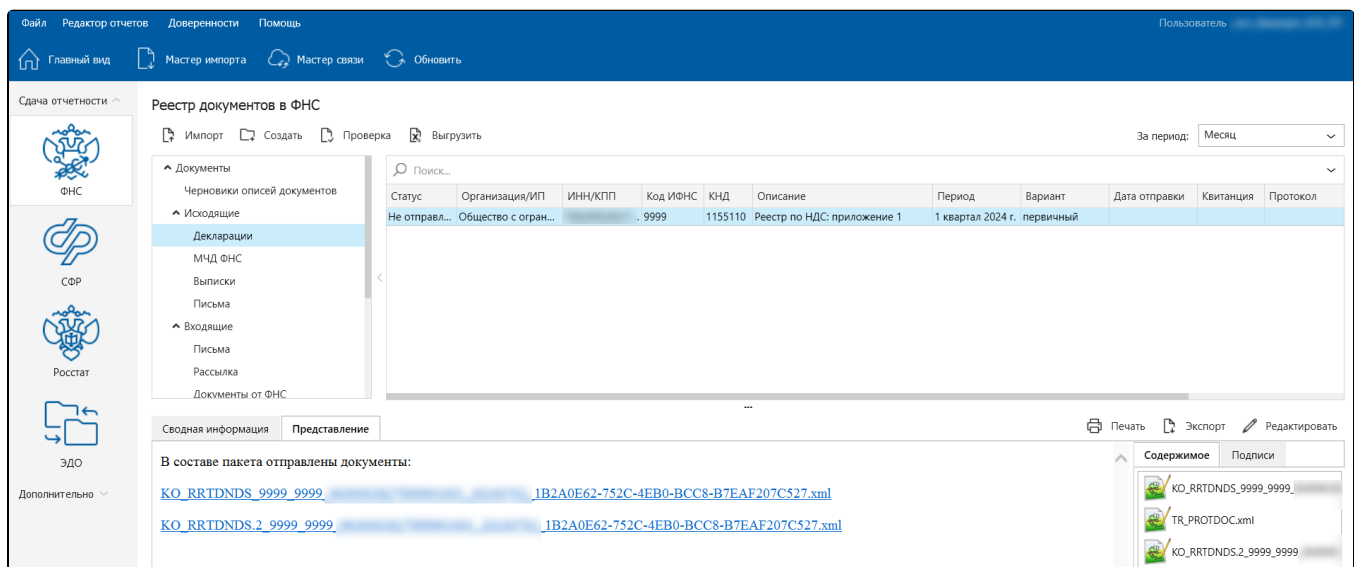 Файл Редактор отчетов Доверенности Помощь Пользователь
Главный вид Мастер импорта Мастер связи Обновить
Сдача отчетности
ФНС
СФР
Росстат
ЭДО
Дополнительно
Реестр документов в ФНС
Импорт Создать Проверка Выгрузить За период: Месяц
Документы
Черновики описей документов
Исходящие
Декларации
МЧД ФНС
Выписки
Письма
Входящие
Письма
Рассылка
Документы от ФНС
Поиск...
Статус Организация/ИП ИНН/КПП Код ИФНС КНД Описание Период Вариант Дата отправки Квитанция Протокол
Не отправл... Общество с огран... . 9999 1155110 Реестр по НДС: приложение 1 1 квартал 2024 г. первичный
...
Сводная информация Представление Печать Экспорт Редактировать
В составе пакета отправлены документы:
KO_RRTDNDS_9999_9999_ _1B2A0E62-752C-4EB0-BCC8-B7EAF207C527.xml
KO_RRTDNDS.2_9999_9999_ _1B2A0E62-752C-4EB0-BCC8-B7EAF207C527.xml
Содержимое Подписи
KO_RRTDNDS_9999_9999_
TR_PROTDOC.xml
KO_RRTDNDS.2_9999_9999